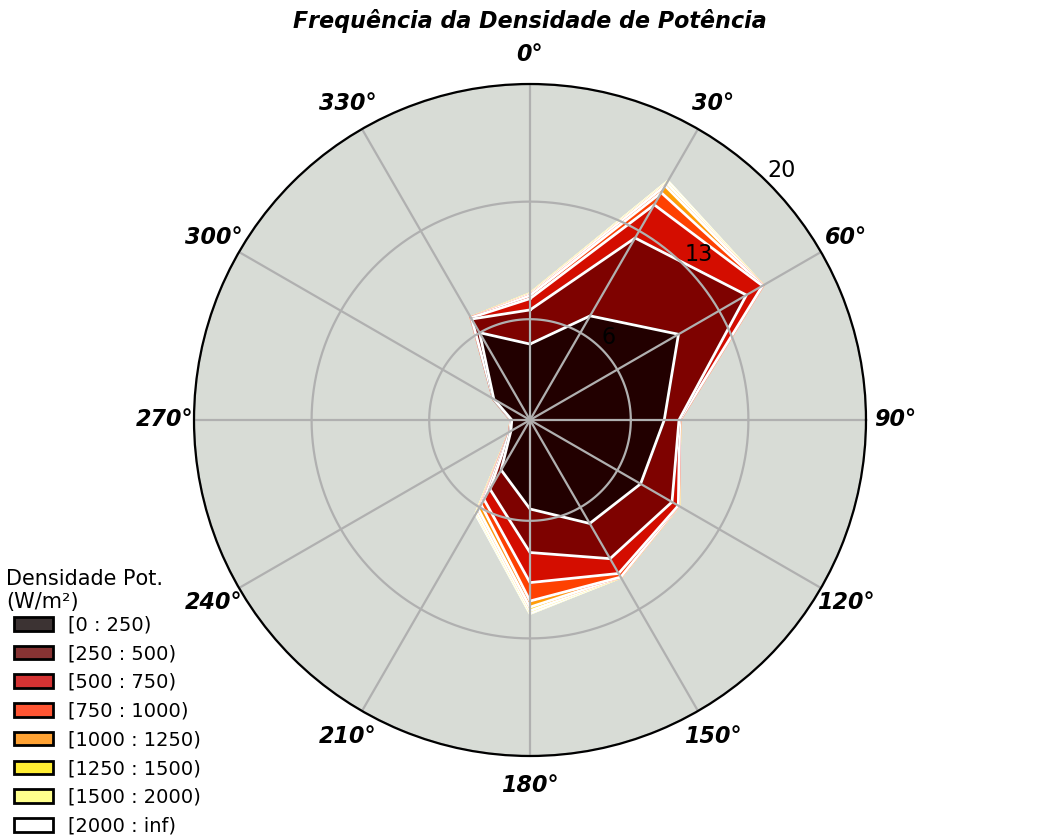 Frequência da Densidade de Potência
0°
330°
30°
20
300°
60°
13
6
270°
90°
240°
120°
210°
150°
180°
Densidade Pot.
(W/m²)
[0 : 250)
[250 : 500)
[500 : 750)
[750 : 1000)
[1000 : 1250)
[1250 : 1500)
[1500 : 2000)
[2000 : inf)